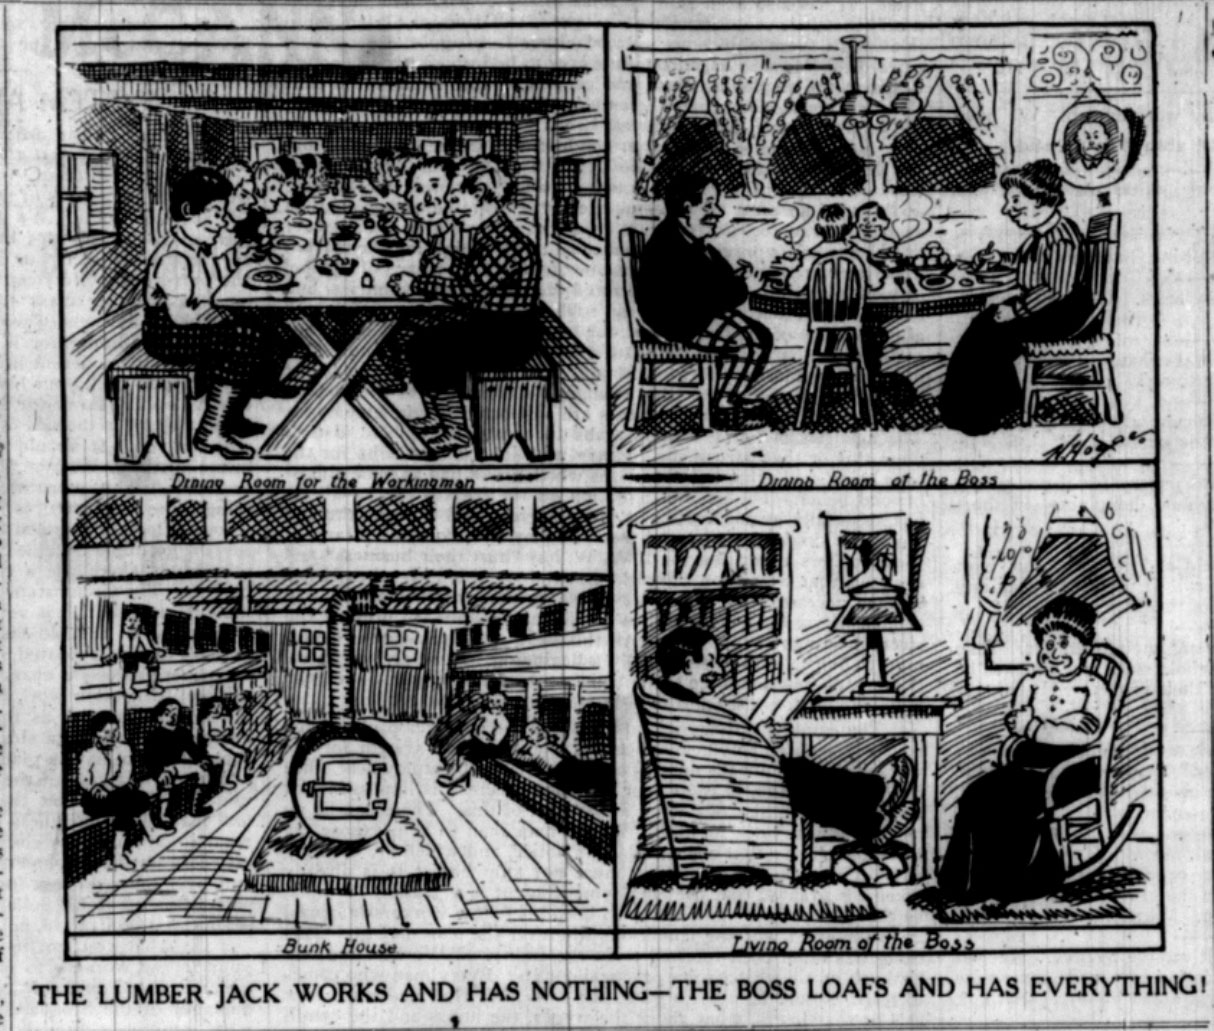 Dining Room for the Workingman
Dining Room of the Boss
Bunk House
Living Room of the Boss
THE LUMBER JACK WORKS AND HAS NOTHING—THE BOSS LOAFS AND HAS EVERYTHING!